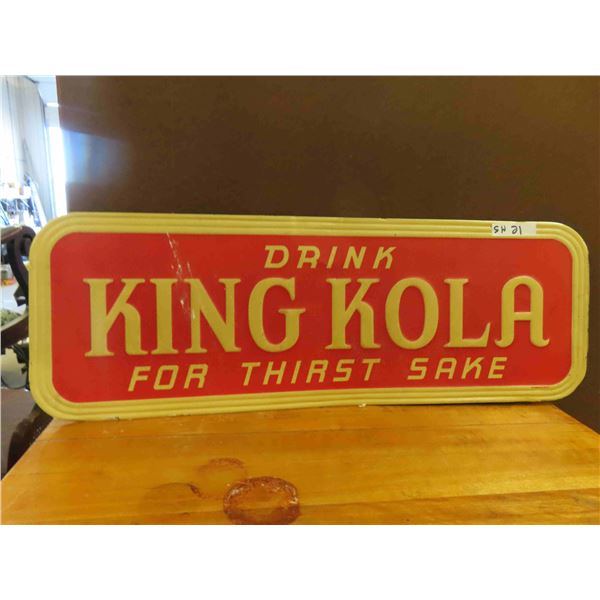 DRINK
KING KOLA
FOR THIRST SAKE